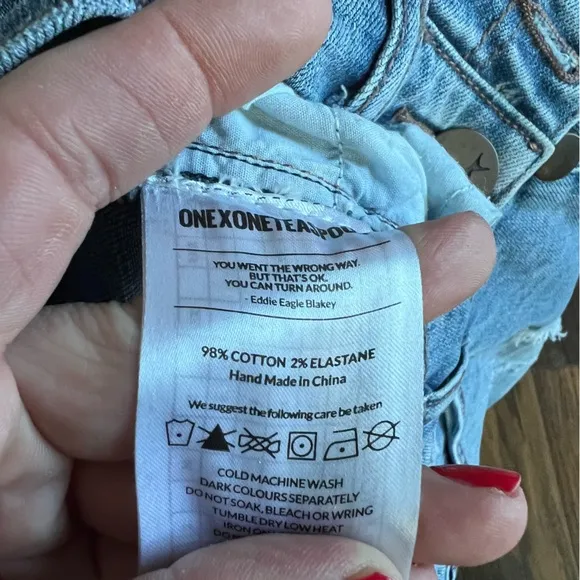 YOU WENT THE WRONG WAY.
BUT THAT'S OK.
YOU CAN TURN AROUND.
- Eddie Eagle Blakey
98% COTTON 2% ELASTANE
Hand Made in China
We suggest the following care be taken
COLD MACHINE WASH
DARK COLOURS SEPARATELY
DO NOT SOAK, BLEACH OR WRING
TUMBLE DRY LOW HEAT
IRON